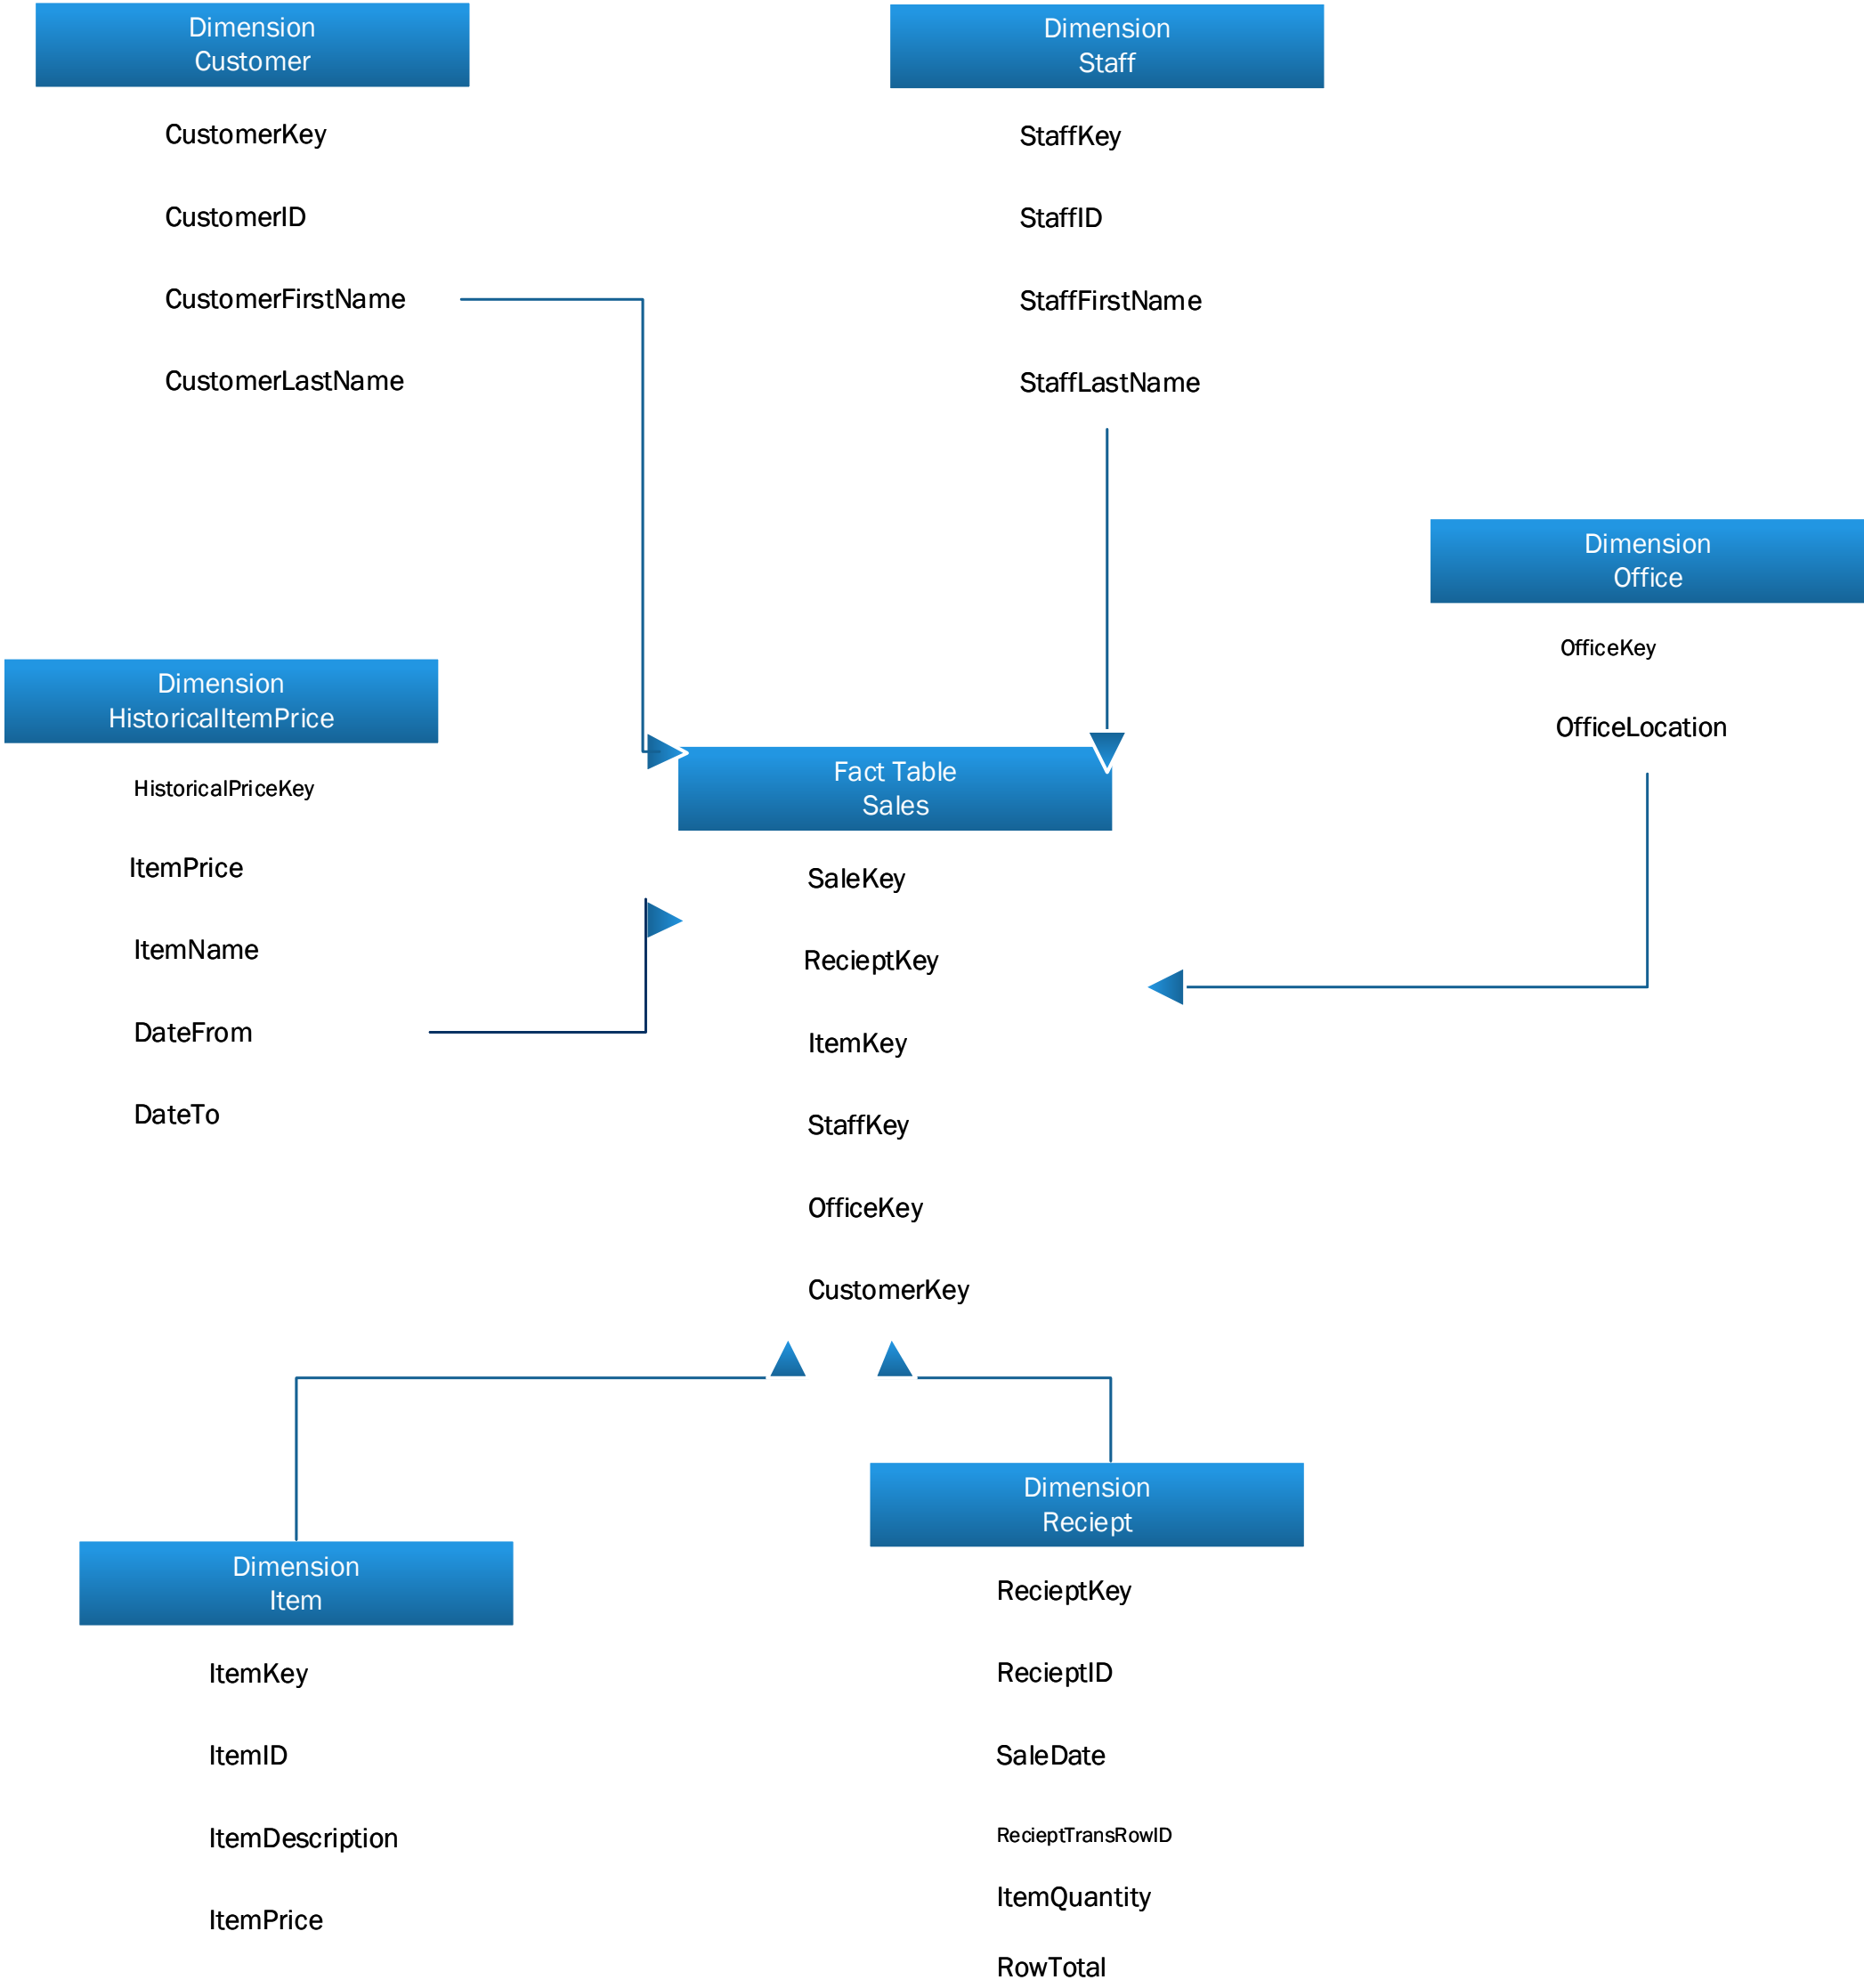 Dimension
Customer
CustomerKey
CustomerID
CustomerFirstName
CustomerLastName
Dimension
Staff
StaffKey
StaffID
StaffFirstName
StaffLastName
Dimension
Office
OfficeKey
OfficeLocation
Dimension
HistoricalItemPrice
HistoricalPriceKey
ItemPrice
ItemName
DateFrom
DateTo
Fact Table
Sales
SaleKey
RecieptKey
ItemKey
StaffKey
OfficeKey
CustomerKey
Dimension
Item
ItemKey
ItemID
ItemDescription
ItemPrice
Dimension
Reciept
RecieptKey
RecieptID
SaleDate
RecieptTransRowID
ItemQuantity
RowTotal